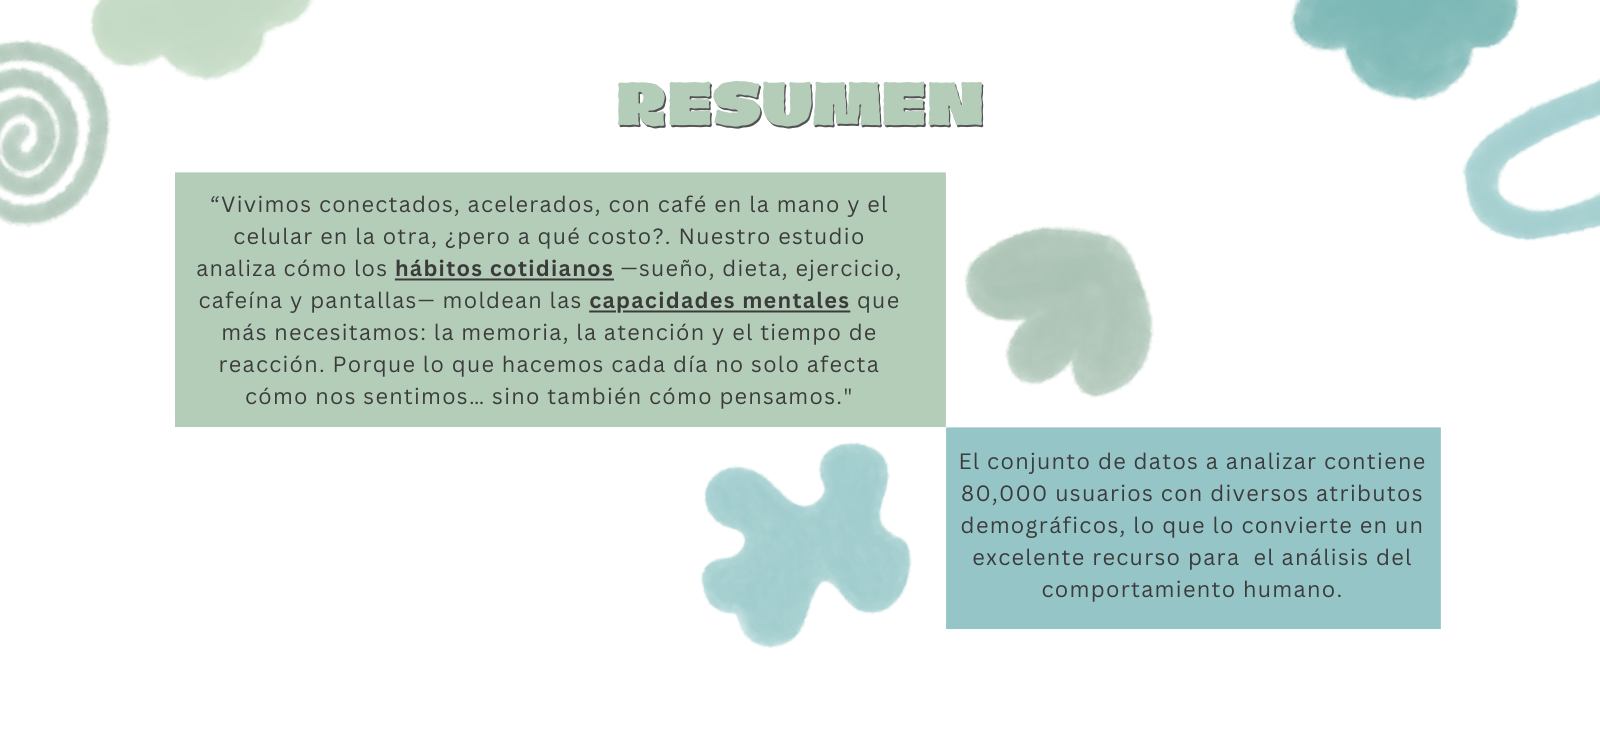 RESUMEN
“Vivimos conectados, acelerados, con café en la mano y el
celular en la otra, ¿pero a qué costo?. Nuestro estudio
analiza cómo los hábitos cotidianos —sueño, dieta, ejercicio,
cafeína y pantallas— moldean las capacidades mentales que
más necesitamos: la memoria, la atención y el tiempo de
reacción. Porque lo que hacemos cada día no solo afecta
cómo nos sentimos… sino también cómo pensamos."
El conjunto de datos a analizar contiene
80,000 usuarios con diversos atributos
demográficos, lo que lo convierte en un
excelente recurso para  el análisis del
comportamiento humano.